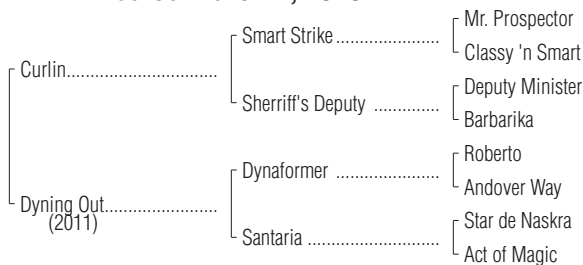 Mr. Prospector
Smart Strike
Classy 'n Smart
Curlin
Deputy Minister
Sherriff's Deputy
Barbarika
Roberto
Dynaformer
Andover Way
Dyning Out
(2011)
Star de Naskra
Santaria
Act of Magic